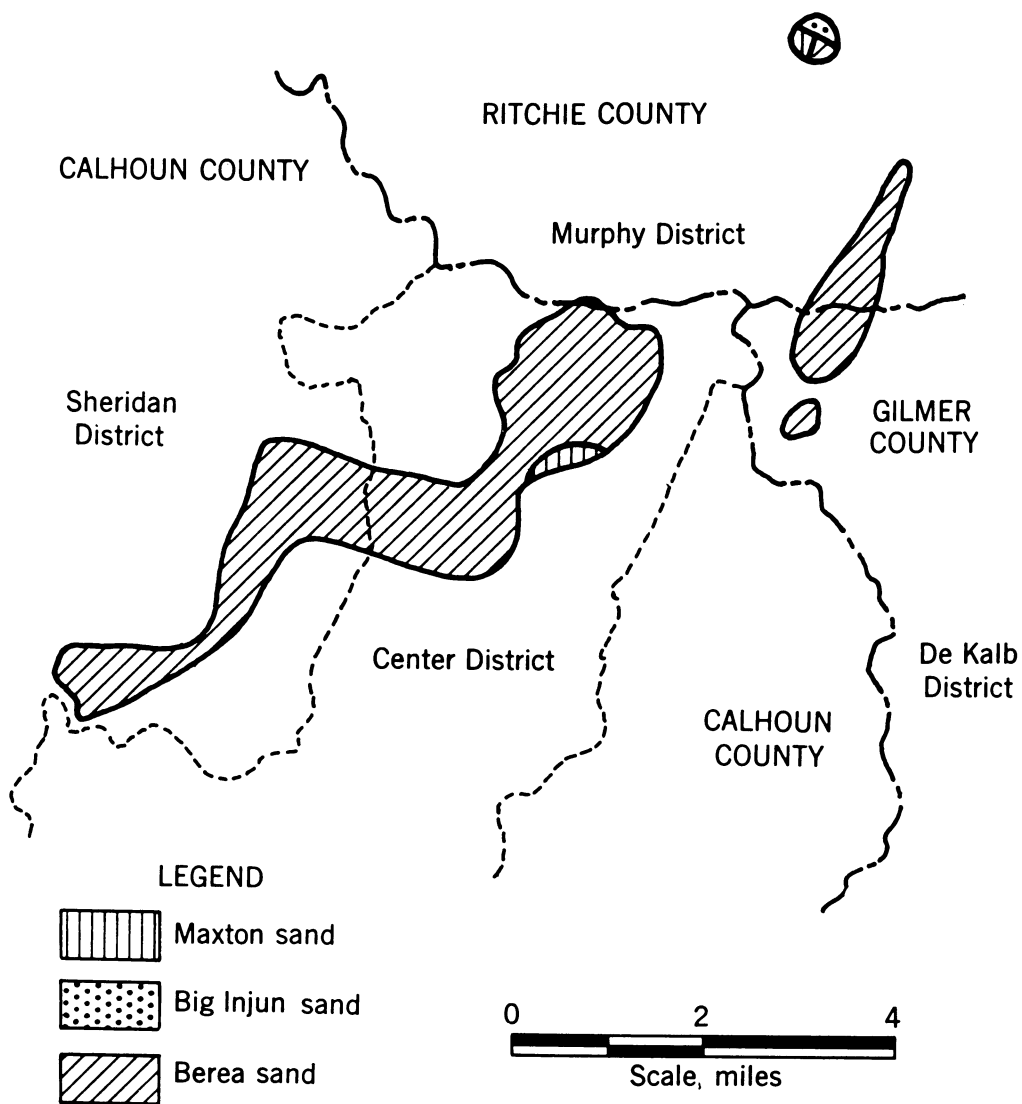 RITCHIE COUNTY
CALHOUN COUNTY
Murphy District
Sheridan
District
GILMER
COUNTY
Center District
De Kalb
District
CALHOUN
COUNTY
LEGEND
Maxton sand
Big Injun sand
Berea sand
0 2 4
Scale, miles